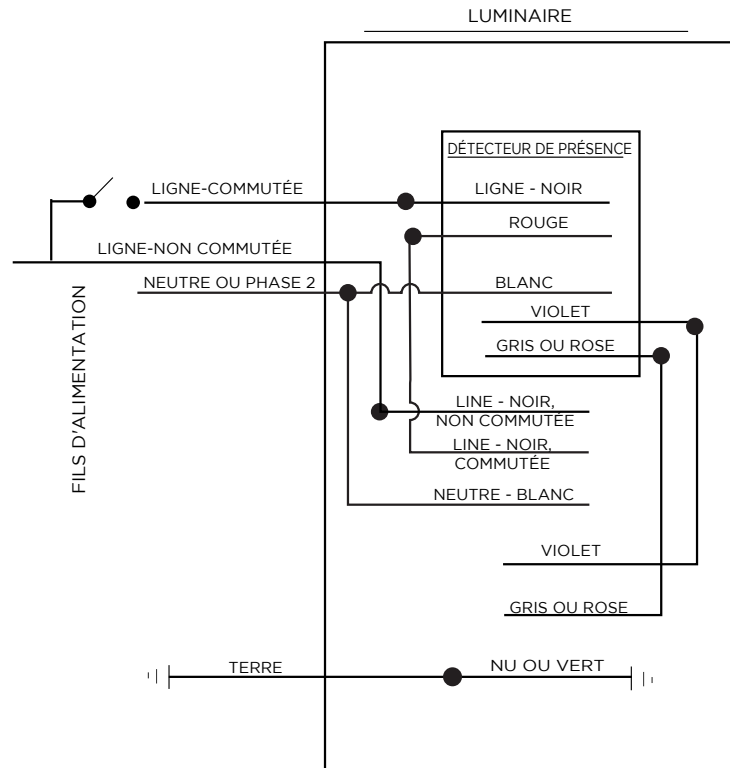 LUMINAIRE
DÉTECTEUR DE PRÉSENCE
LIGNE-COMMUTÉE
LIGNE - NOIR
ROUGE
LIGNE-NON COMMUTÉE
NEUTRE OU PHASE 2
BLANC
VIOLET
GRIS OU ROSE
FILS D'ALIMENTATION
LINE - NOIR,
NON COMMUTÉE
LINE - NOIR,
COMMUTÉE
NEUTRE - BLANC
VIOLET
GRIS OU ROSE
TERRE
NU OU VERT